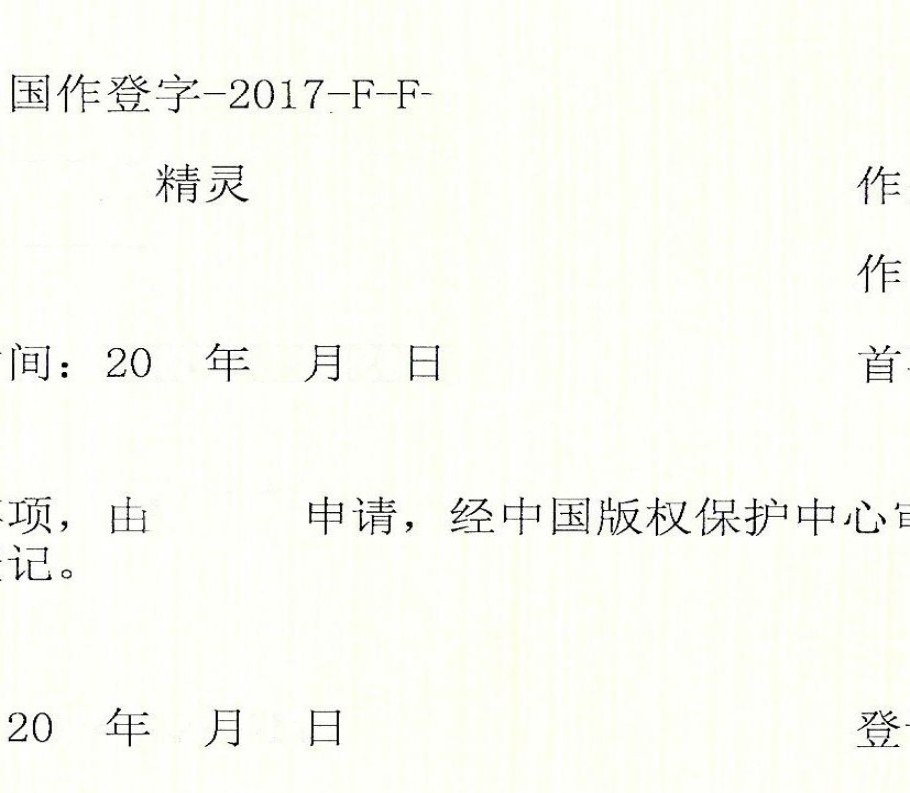 国作登字-2017-F-F-
精灵 作
作
间：20 年 月 日 首
项，由 申请，经中国版权保护中心
记。
20 年 月 日 登